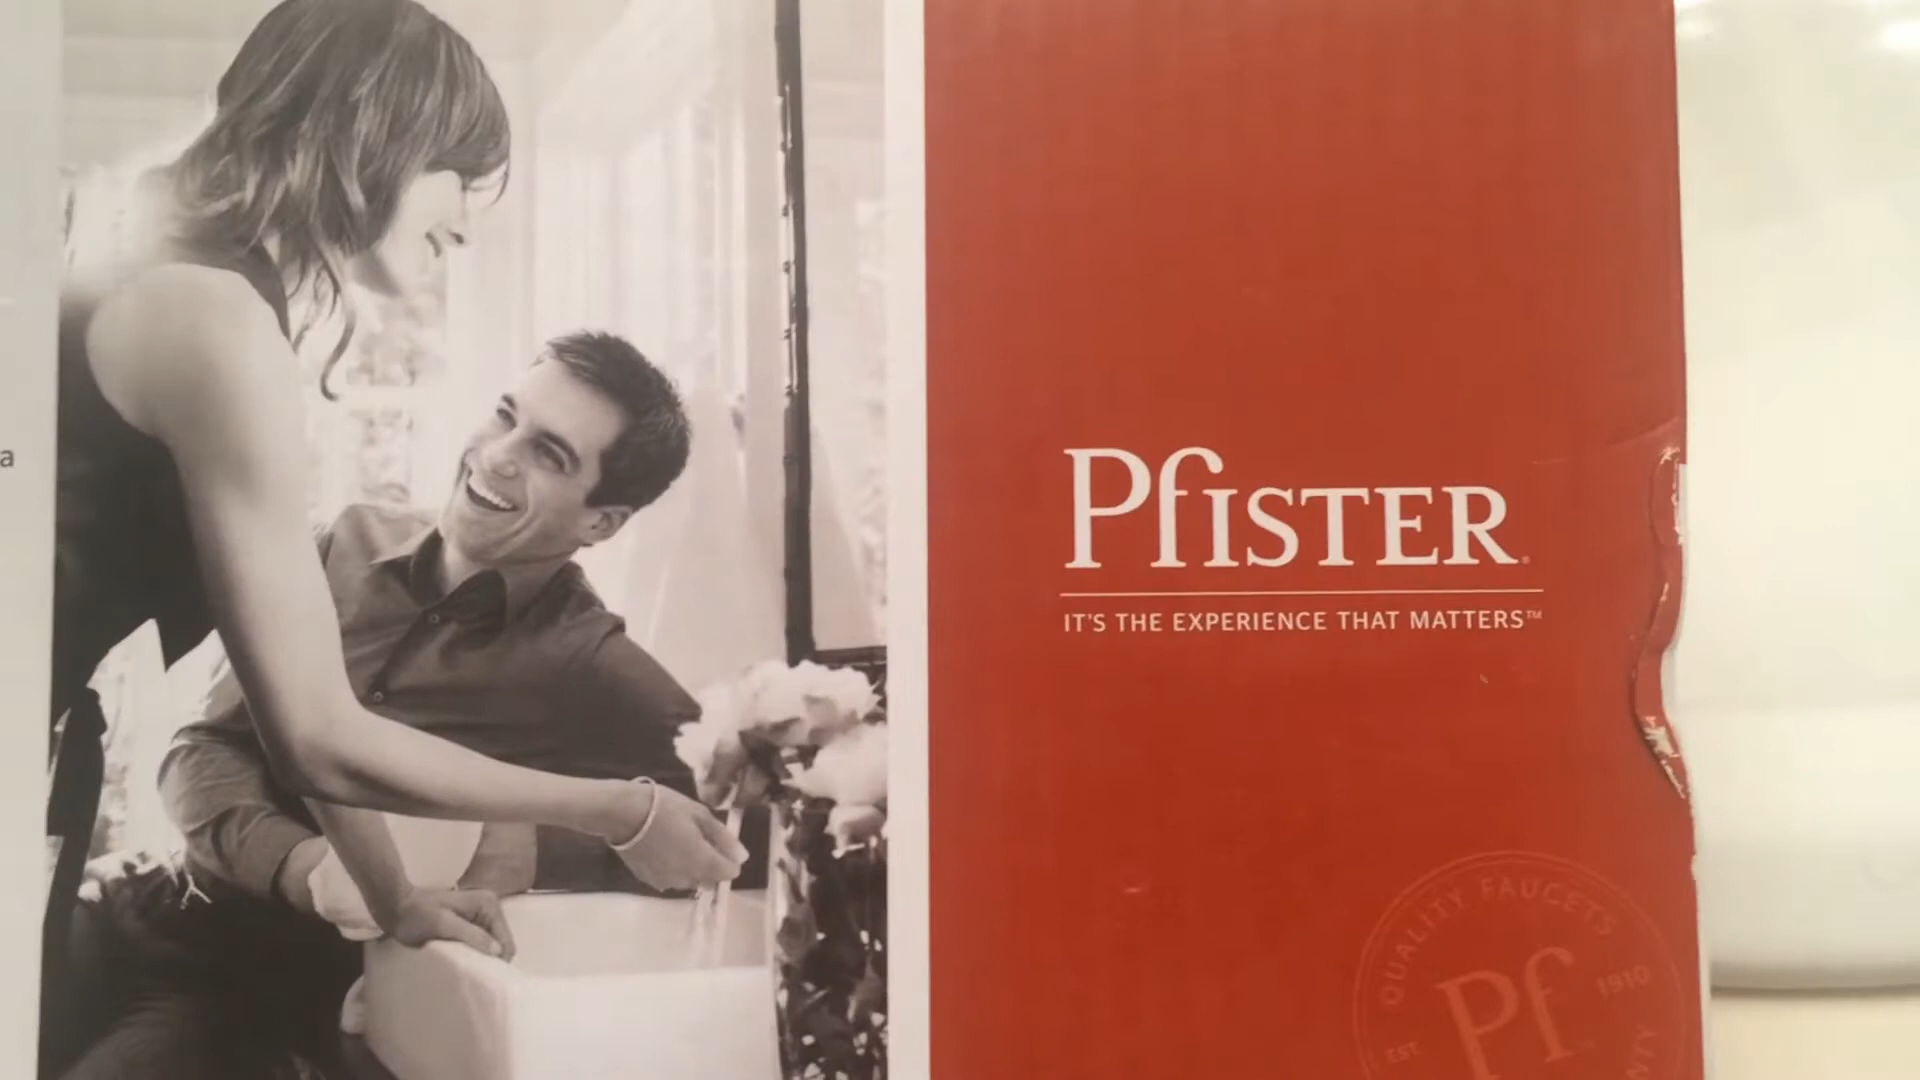 a
PfISTER®
IT'S THE EXPERIENCE THAT MATTERS™
QUALITY FAUCETS
EST. Pf 1910